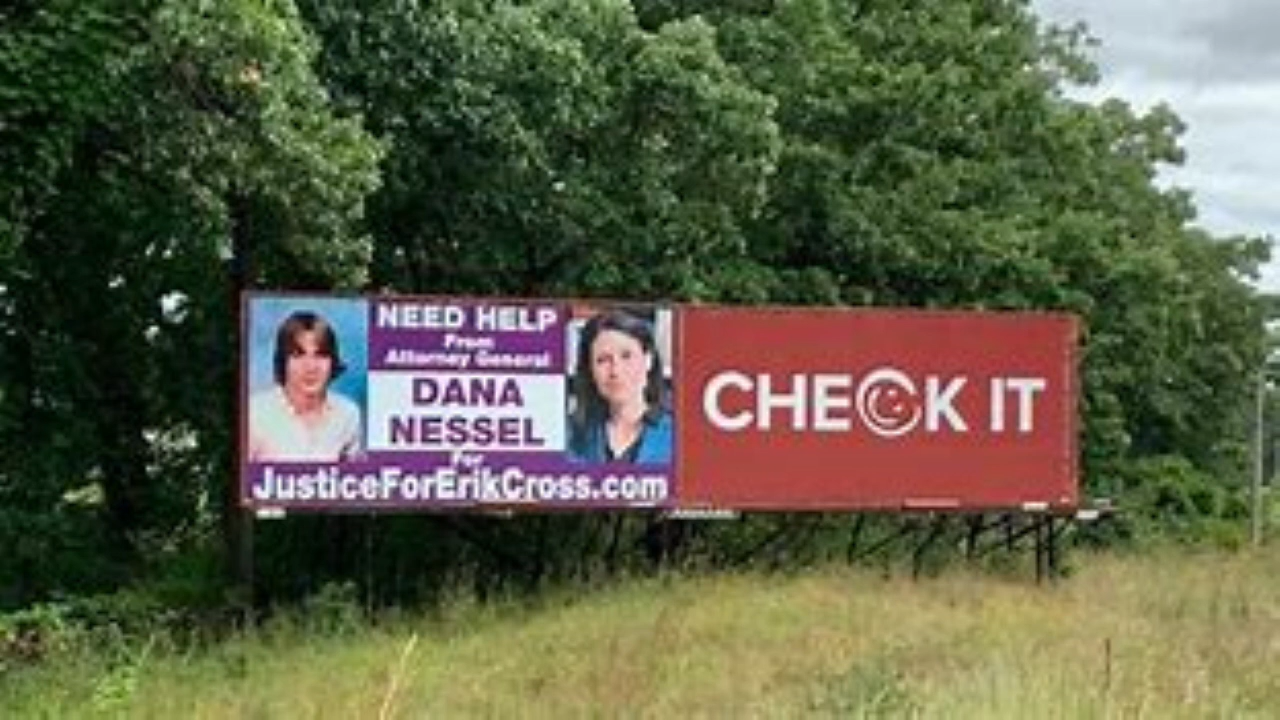 NEED HELP
From
Attorney General
DANA
NESSEL
For
JusticeForErikCross.com
CHECK IT